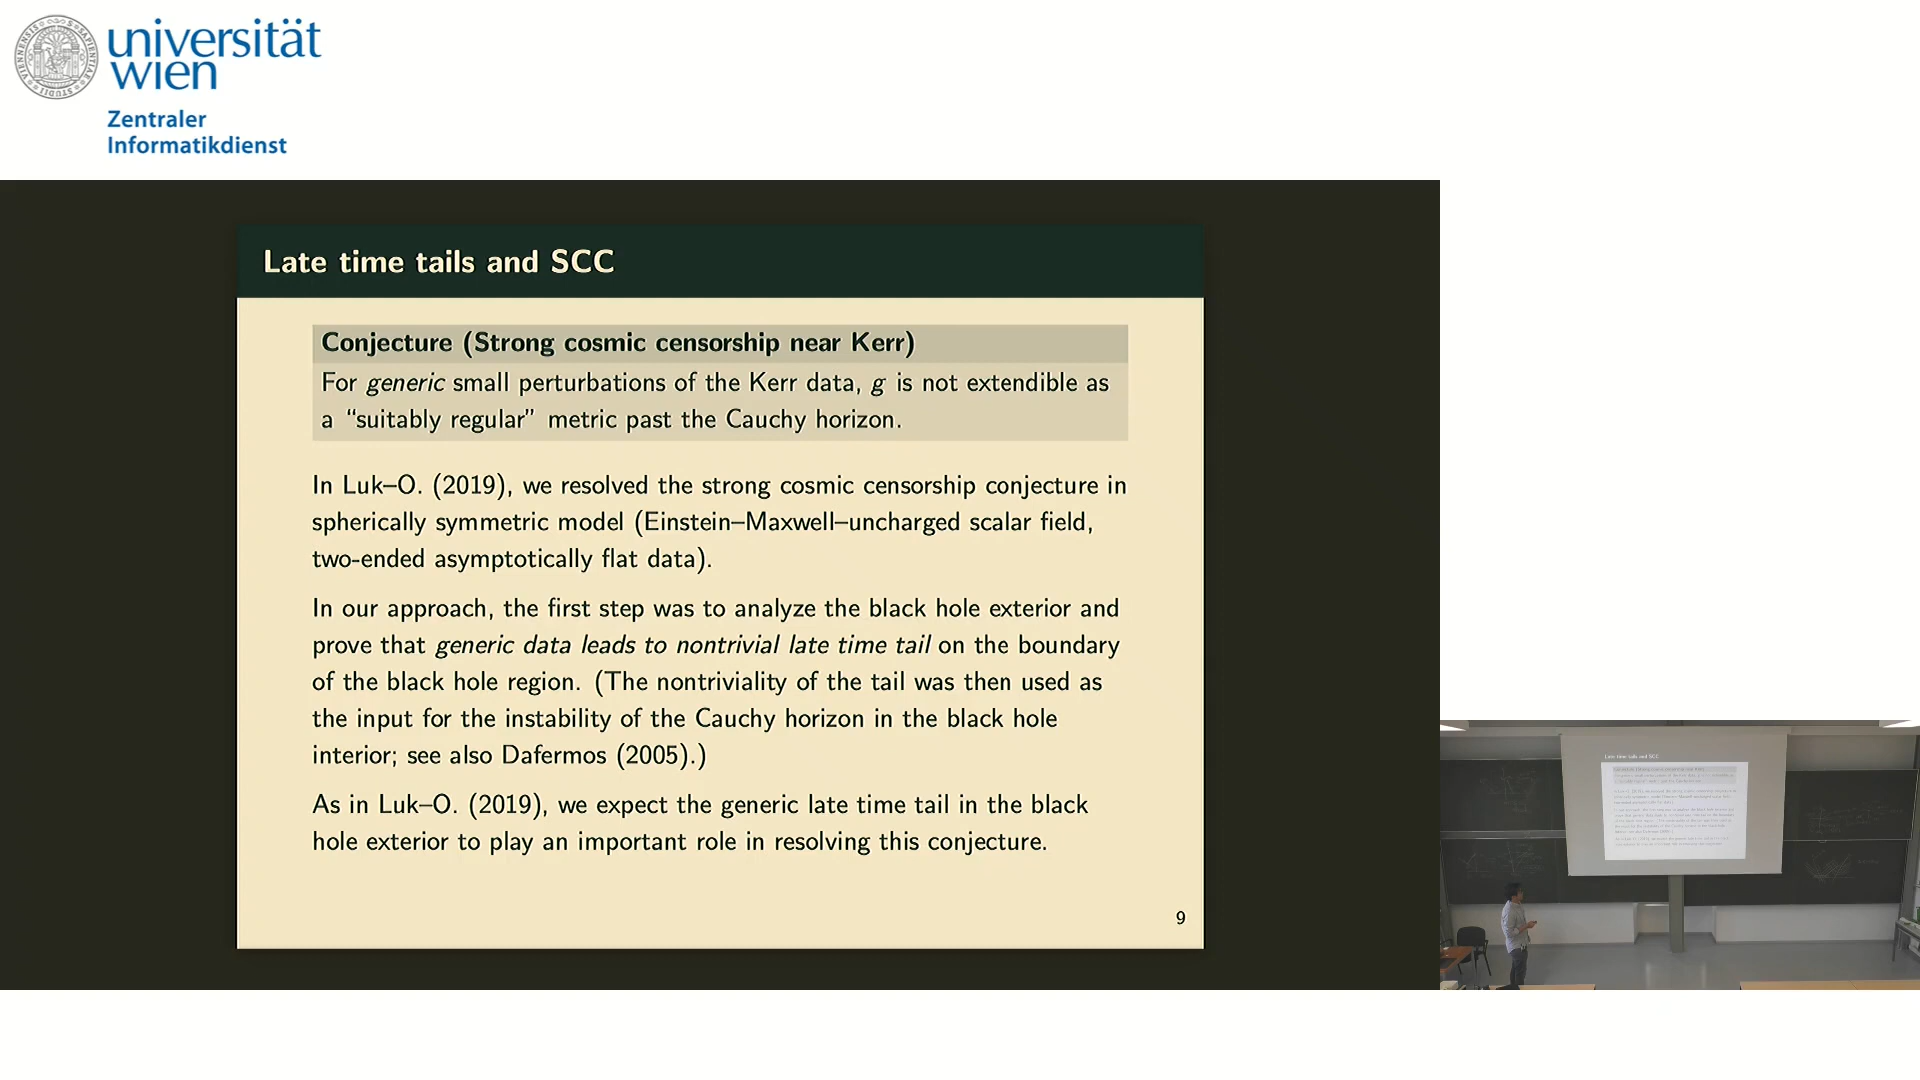 universität
wien
Zentraler
Informatikdienst
Late time tails and SCC
Conjecture (Strong cosmic censorship near Kerr)
For generic small perturbations of the Kerr data, g is not extendible as
a “suitably regular” metric past the Cauchy horizon.
In Luk–O. (2019), we resolved the strong cosmic censorship conjecture in
spherically symmetric model (Einstein–Maxwell–uncharged scalar field,
two-ended asymptotically flat data).
In our approach, the first step was to analyze the black hole exterior and
prove that generic data leads to nontrivial late time tail on the boundary
of the black hole region. (The nontriviality of the tail was then used as
the input for the instability of the Cauchy horizon in the black hole
interior; see also Dafermos (2005).)
As in Luk–O. (2019), we expect the generic late time tail in the black
hole exterior to play an important role in resolving this conjecture.
9
Late time tails and SCC